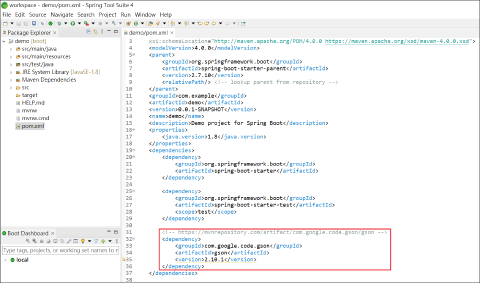 workspace - demo/pom.xml - Spring Tool Suite 4
File Edit Source Navigate Search Project Run Window Help
Package Explorer
demo [boot]
src/main/java
src/main/resources
src/test/java
JRE System Library [JavaSE-1.8]
Maven Dependencies
src
target
HELP.md
mvnw
mvnw.cmd
pom.xml
Boot Dashboard
Type tags, projects, or working set names to
local
demo/pom.xml
3 xsi:schemaLocation="http://maven.apache.org/POM/4.0.0 https://maven.apache.org/xsd/maven-4.0.0.xsd">
4 <modelVersion>4.0.0</modelVersion>
5 <parent>
6 <groupId>org.springframework.boot</groupId>
7 <artifactId>spring-boot-starter-parent</artifactId>
8 <version>2.7.10</version>
9 <relativePath/> <!-- lookup parent from repository -->
10 </parent>
11 <groupId>com.example</groupId>
12 <artifactId>demo</artifactId>
13 <version>0.0.1-SNAPSHOT</version>
14 <name>demo</name>
15 <description>Demo project for Spring Boot</description>
16 <properties>
17 <java.version>1.8</java.version>
18 </properties>
19 <dependencies>
20 <dependency>
21 <groupId>org.springframework.boot</groupId>
22 <artifactId>spring-boot-starter</artifactId>
23 </dependency>
24
25 <dependency>
26 <groupId>org.springframework.boot</groupId>
27 <artifactId>spring-boot-starter-test</artifactId>
28 <scope>test</scope>
29 </dependency>
30
31 <!-- https://mvnrepository.com/artifact/com.google.code.gson/gson -->
32 <dependency>
33 <groupId>com.google.code.gson</groupId>
34 <artifactId>gson</artifactId>
35 <version>2.10.1</version>
36 </dependency>
37 </dependencies>